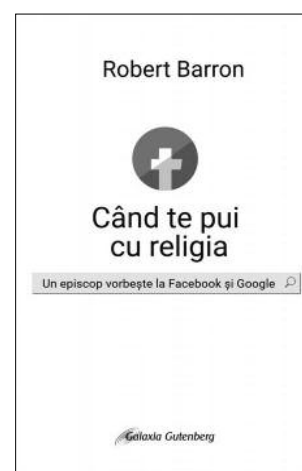 Robert Barron
Când te pui
cu religia
Un episcop vorbește la Facebook și Google
Galaxia Gutenberg